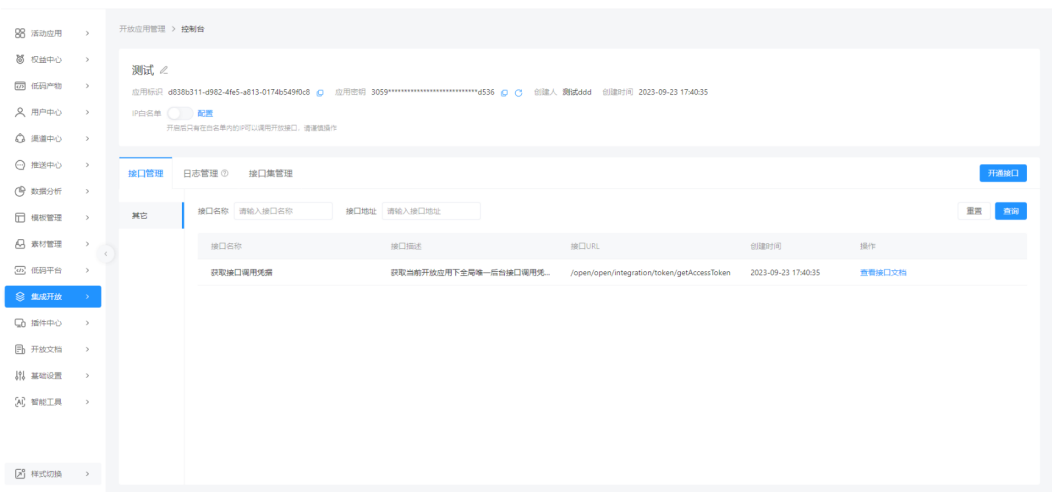 活动应用
权益中心
低码产物
用户中心
渠道中心
推送中心
数据分析
模板管理
素材管理
低码平台
集成开放
插件中心
开放文档
基础设置
智能工具
样式切换
开放应用管理 > 控制台
测试
应用标识 d838b311-d982-4fe5-a813-0174b549f0c8 应用密钥 3059****************************d536 创建人 测试ddd 创建时间 2023-09-23 17:40:35
IP白名单 配置
开启后只有在白名单内的IP可以调用开放接口，请谨慎操作
接口管理 日志管理 接口集管理 开通接口
其它
接口名称 请输入接口名称 接口地址 请输入接口地址 重置 查询
接口名称 接口描述 接口URL 创建时间 操作
获取接口调用凭据 获取当前开放应用下全局唯一后台接口调用凭... /open/open/integration/token/getAccessToken 2023-09-23 17:40:35 查看接口文档